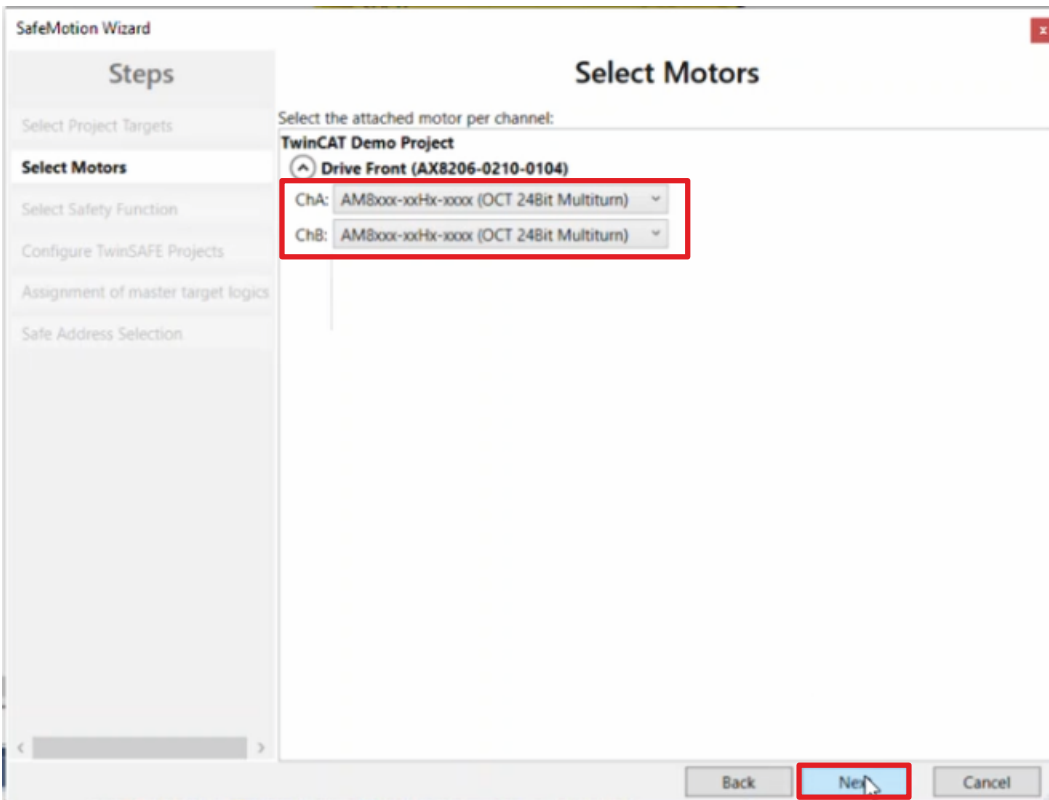 SafeMotion Wizard
x
Steps
Select Project Targets
Select Motors
Select Safety Function
Configure TwinSAFE Projects
Assignment of master target logics
Safe Address Selection
Select Motors
Select the attached motor per channel:
TwinCAT Demo Project
Drive Front (AX8206-0210-0104)
ChA: AM8xxx-xxHx-xxxx (OCT 24Bit Multiturn)
ChB: AM8xxx-xxHx-xxxx (OCT 24Bit Multiturn)
Back Next Cancel